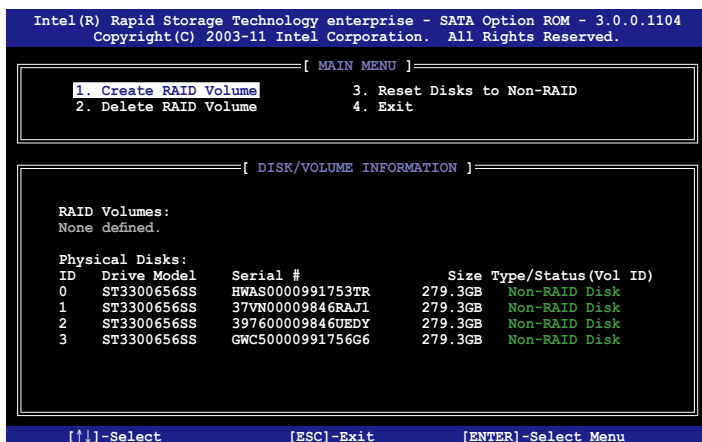 Intel(R) Rapid Storage Technology enterprise - SATA Option ROM - 3.0.0.1104
Copyright(C) 2003-11 Intel Corporation. All Rights Reserved.
[ MAIN MENU ]
1. Create RAID Volume 3. Reset Disks to Non-RAID
2. Delete RAID Volume 4. Exit
[ DISK/VOLUME INFORMATION ]
RAID Volumes:
None defined.
Physical Disks:
ID Drive Model Serial # Size Type/Status(Vol ID)
0 ST3300656SS HWAS0000991753TR 279.3GB Non-RAID Disk
1 ST3300656SS 37VN00009846RAJ1 279.3GB Non-RAID Disk
2 ST3300656SS 397600009846UEDY 279.3GB Non-RAID Disk
3 ST3300656SS GWC50000991756G6 279.3GB Non-RAID Disk
[↑↓]-Select [ESC]-Exit [ENTER]-Select Menu